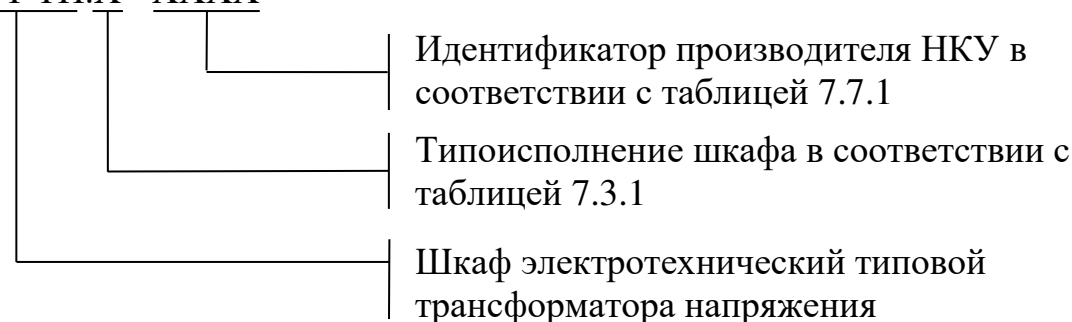 Идентификатор производителя НКУ в
соответствии с таблицей 7.7.1
Типоисполнение шкафа в соответствии с
таблицей 7.3.1
Шкаф электротехнический типовой
трансформатора напряжения